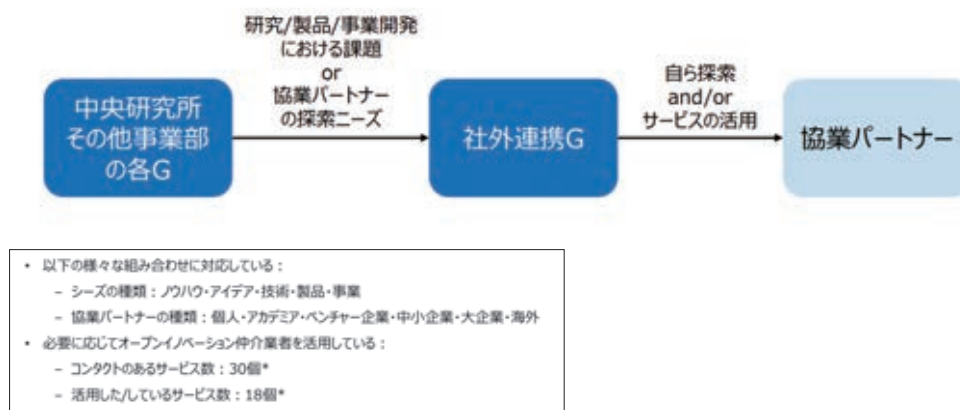 研究/製品/事業開発
における課題
or
協業パートナー
の探索ニーズ
自ら探索
and/or
サービスの活用
中央研究所
その他事業部
の各G
社外連携G
協業パートナー
• 以下の様々な組み合わせに対応している：
– シーズの種類：ノウハウ・アイデア・技術・製品・事業
– 協業パートナーの種類：個人・アカデミア・ベンチャー企業・中小企業・大企業・海外
• 必要に応じてオープンイノベーション仲介業者を活用している：
– コンタクトのあるサービス数：30個*
– 活用した/しているサービス数：18個*